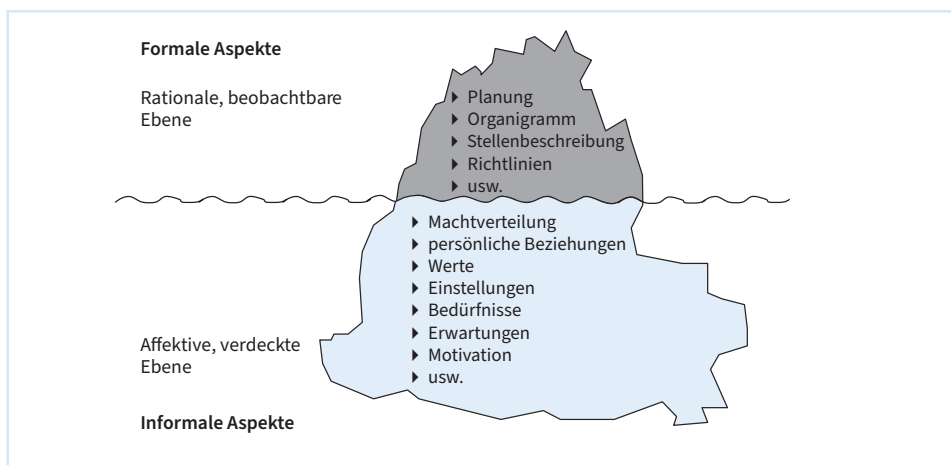 Formale Aspekte
Rationale, beobachtbare
Ebene
Planung
Organigramm
Stellenbeschreibung
Richtlinien
usw.
Machtverteilung
persönliche Beziehungen
Werte
Einstellungen
Bedürfnisse
Erwartungen
Motivation
usw.
Affektive, verdeckte
Ebene
Informale Aspekte